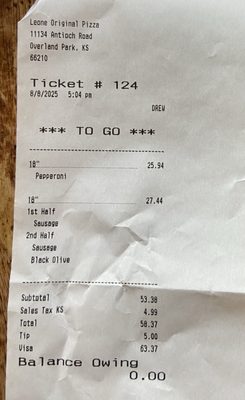 Leone Original Pizza
11134 Antioch Road
Overland Park, KS
66210
Ticket # 124
8/8/2025 5:04 pm
DREW
*** TO GO ***
18" 25.94
Pepperoni
18" 27.44
1st Half
Sausage
2nd Half
Sausage
Black Olive
Subtotal 53.38
Sales Tax KS 4.99
Total 58.37
Tip 5.00
Visa 63.37
Balance Owing
0.00